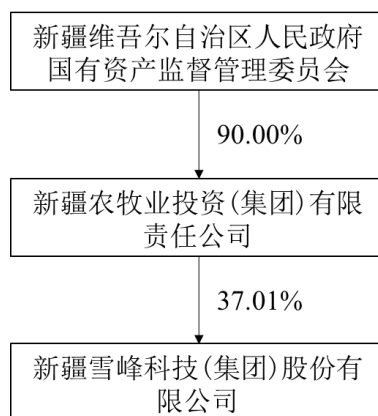 新疆维吾尔自治区人民政府
国有资产监督管理委员会
90.00%
新疆农牧业投资(集团)有限
责任公司
37.01%
新疆雪峰科技(集团)股份有
限公司